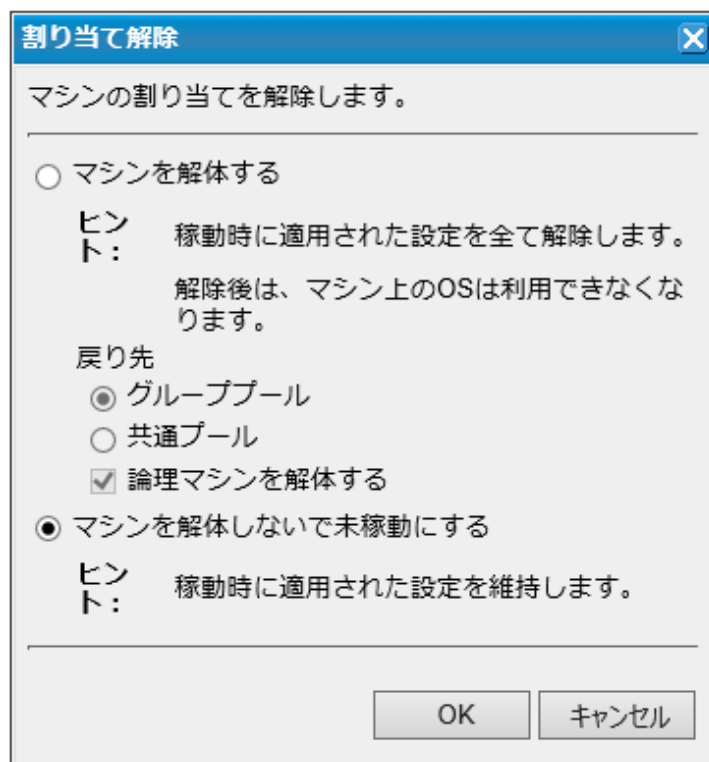 割り当て解除
マシンの割り当てを解除します。
マシンを解体する
ヒン
ト：
稼動時に適用された設定を全て解除します。
解除後は、マシン上のOSは利用できなくな
ります。
戻り先
グループプール
共通プール
論理マシンを解体する
マシンを解体しないで未稼動にする
ヒン
ト：
稼動時に適用された設定を維持します。
OK
キャンセル